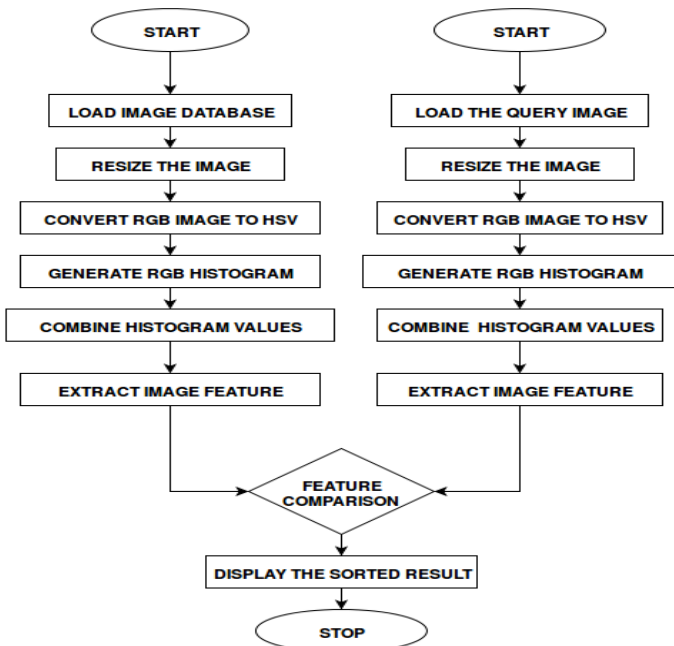 START
LOAD IMAGE DATABASE
RESIZE THE IMAGE
CONVERT RGB IMAGE TO HSV
GENERATE RGB HISTOGRAM
COMBINE HISTOGRAM VALUES
EXTRACT IMAGE FEATURE
START
LOAD THE QUERY IMAGE
RESIZE THE IMAGE
CONVERT RGB IMAGE TO HSV
GENERATE RGB HISTOGRAM
COMBINE HISTOGRAM VALUES
EXTRACT IMAGE FEATURE
FEATURE
COMPARISON
DISPLAY THE SORTED RESULT
STOP